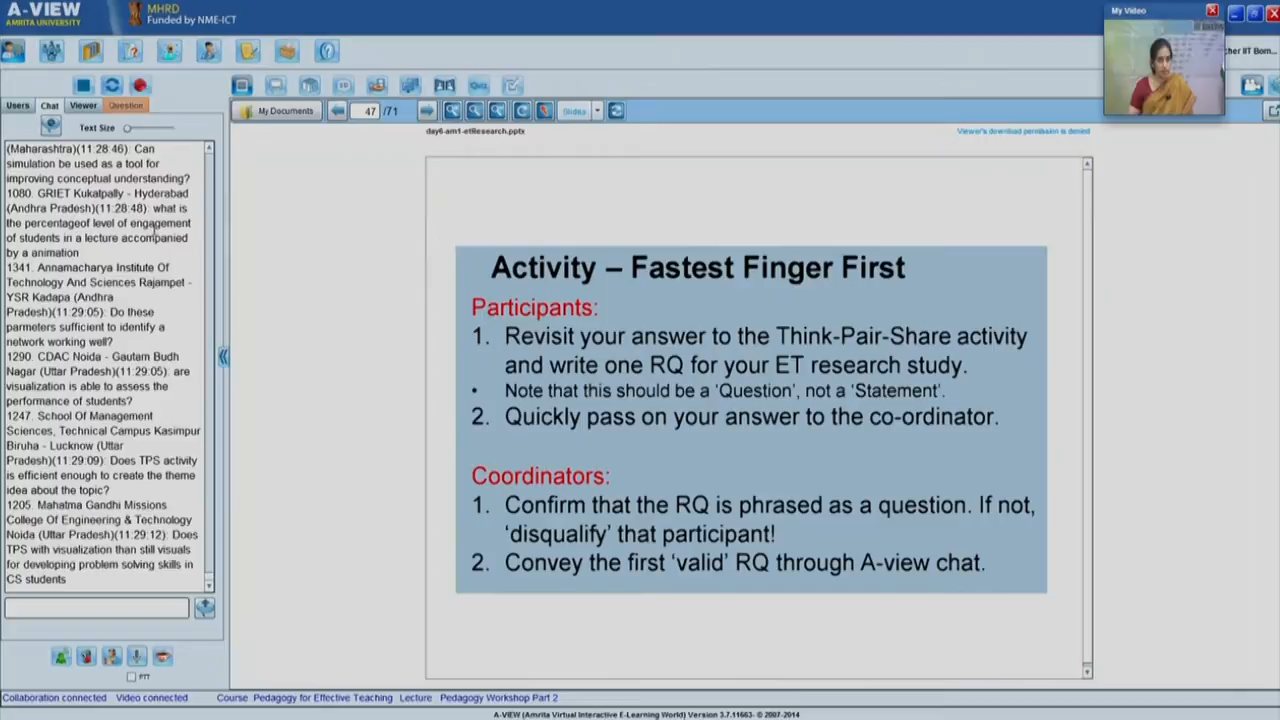 A-VIEW
AMRITA UNIVERSITY
MHRD
Funded by NME-ICT
My Video
cher IIT Bom...
Users Chat Viewer Question
My Documents 47 /71 Slides
Text Size
day6-am1-etResearch.pptx
Viewer's download permission is denied
(Maharashtra)(11:28:46): Can
simulation be used as a tool for
improving conceptual understanding?
1080. GRIET Kukatpally - Hyderabad
(Andhra Pradesh)(11:28:48): what is
the percentageof level of engagement
of students in a lecture accompanied
by a animation
1341. Annamacharya Institute Of
Technology And Sciences Rajampet -
YSR Kadapa (Andhra
Pradesh)(11:29:05): Do these
parmeters sufficient to identify a
network working well?
1290. CDAC Noida - Gautam Budh
Nagar (Uttar Pradesh)(11:29:05): are
visualization is able to assess the
performance of students?
1247. School Of Management
Sciences, Technical Campus Kasimpur
Biruha - Lucknow (Uttar
Pradesh)(11:29:09): Does TPS activity
is efficient enough to create the theme
idea about the topic?
1205. Mahatma Gandhi Missions
College Of Engineering & Technology
Noida (Uttar Pradesh)(11:29:12): Does
TPS with visualization than still visuals
for developing problem solving skills in
CS students
Activity – Fastest Finger First
Participants:
1. Revisit your answer to the Think-Pair-Share activity
and write one RQ for your ET research study.
• Note that this should be a ‘Question’, not a ‘Statement’.
2. Quickly pass on your answer to the co-ordinator.
Coordinators:
1. Confirm that the RQ is phrased as a question. If not,
‘disqualify’ that participant!
2. Convey the first ‘valid’ RQ through A-view chat.
PTT
Collaboration connected Video connected Course Pedagogy for Effective Teaching Lecture Pedagogy Workshop Part 2
A-VIEW (Amrita Virtual Interactive E-Learning World) Version 3.7.11663- © 2007-2014